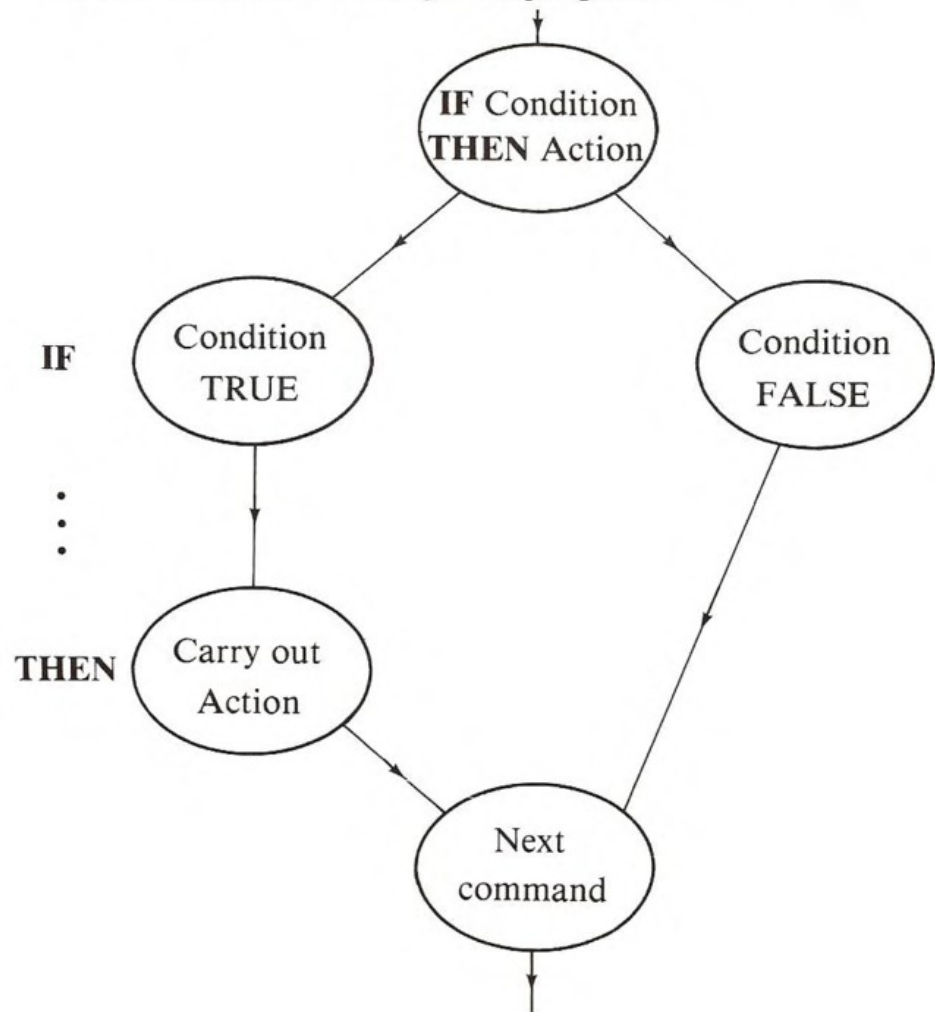 IF Condition
THEN Action
IF
Condition
TRUE
Condition
FALSE
THEN
Carry out
Action
Next
command